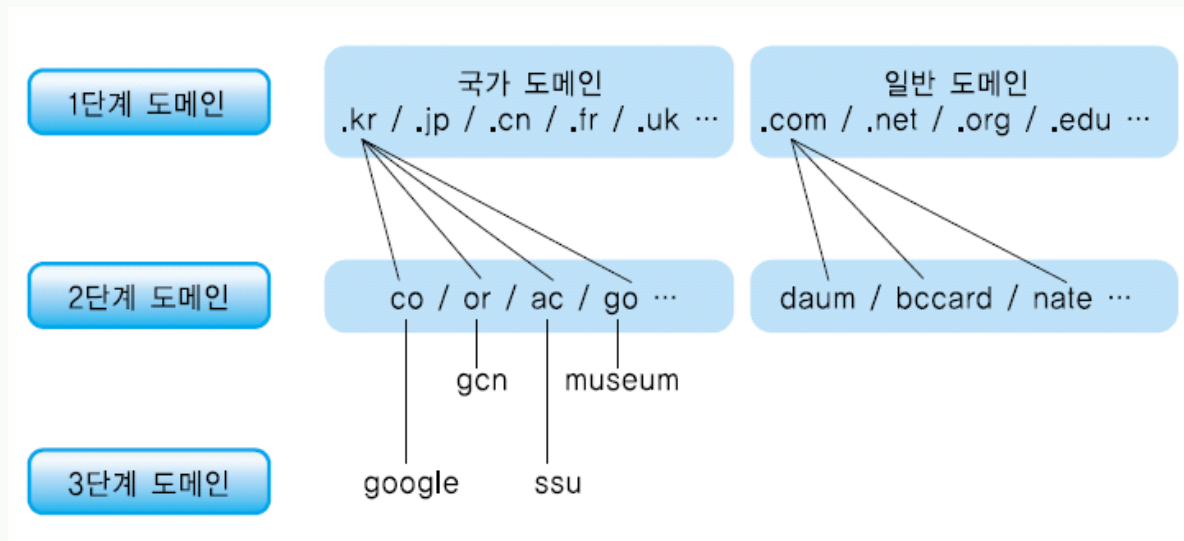 1단계 도메인
국가 도메인
.kr / .jp / .cn / .fr / .uk ···
일반 도메인
.com / .net / .org / .edu ···
2단계 도메인
co / or / ac / go ···
daum / bccard / nate ···
gcn
museum
3단계 도메인
google
ssu